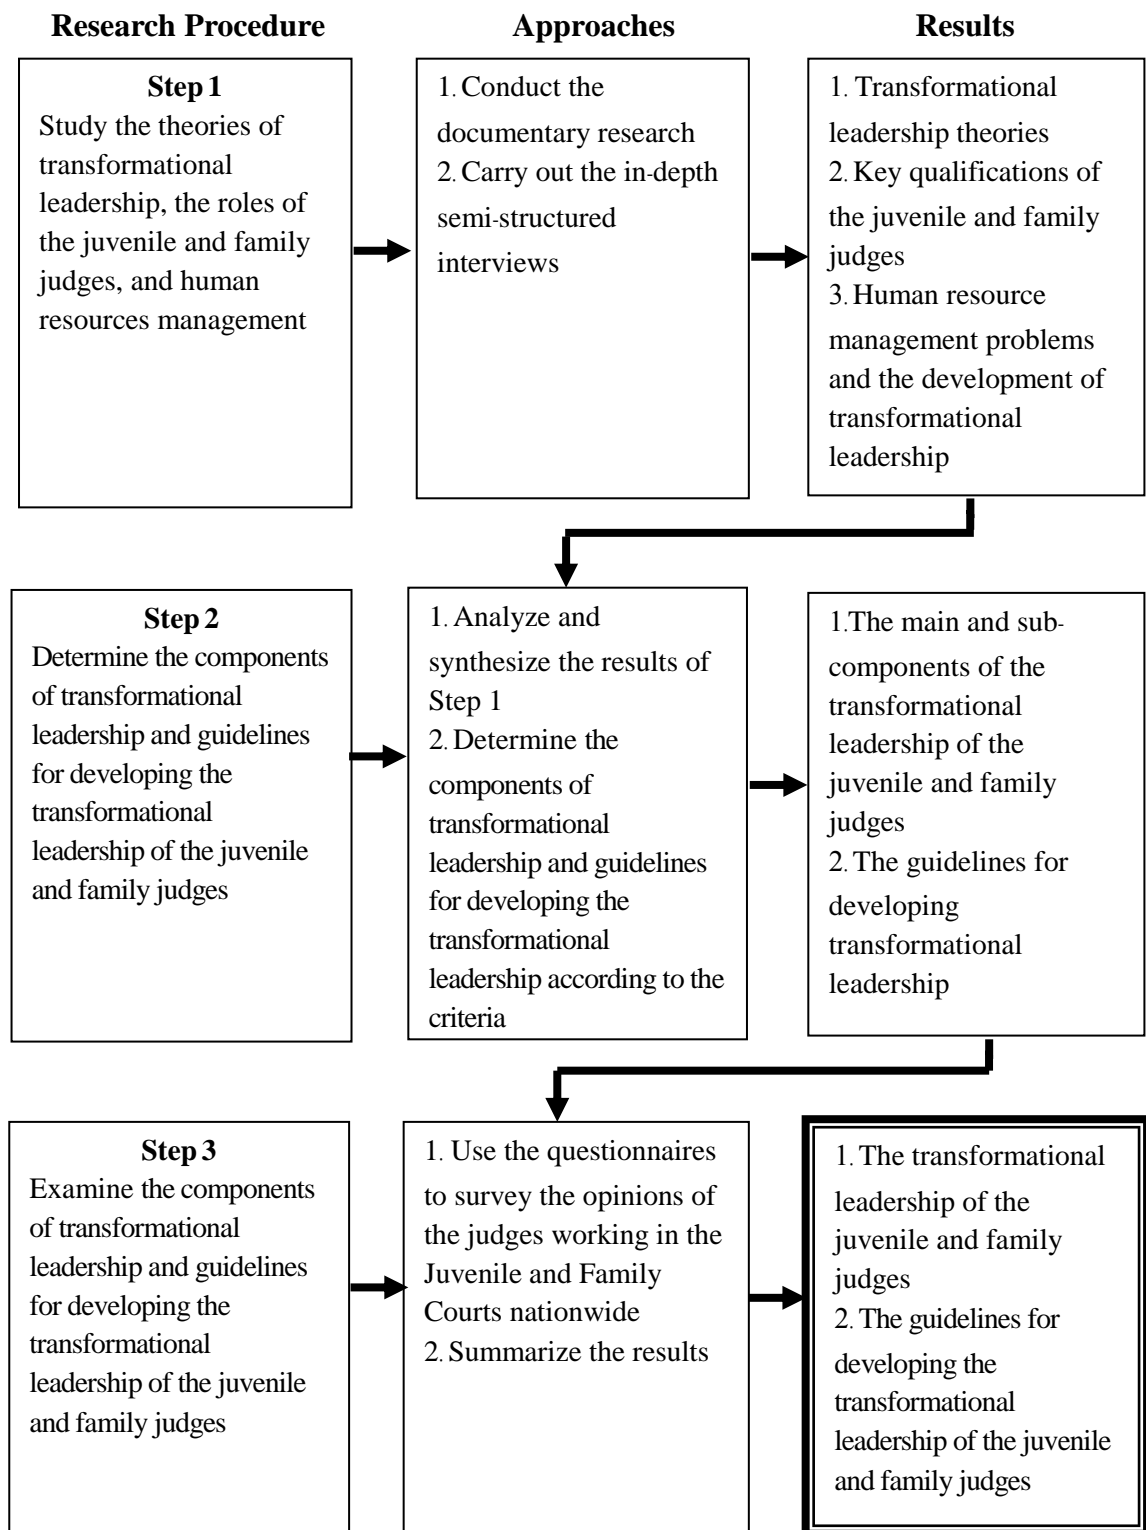 Research Procedure
Approaches
Results
Step 1
Study the theories of
transformational
leadership, the roles of
the juvenile and family
judges, and human
resources management
1. Conduct the
documentary research
2. Carry out the in-depth
semi-structured
interviews
1. Transformational
leadership theories
2. Key qualifications of
the juvenile and family
judges
3. Human resource
management problems
and the development of
transformational
leadership
Step 2
Determine the components
of transformational
leadership and guidelines
for developing the
transformational
leadership of the juvenile
and family judges
1. Analyze and
synthesize the results of
Step 1
2. Determine the
components of
transformational
leadership and guidelines
for developing the
transformational
leadership according to the
criteria
1.The main and sub-
components of the
transformational
leadership of the
juvenile and family
judges
2. The guidelines for
developing
transformational
leadership
Step 3
Examine the components
of transformational
leadership and guidelines
for developing the
transformational
leadership of the juvenile
and family judges
1. Use the questionnaires
to survey the opinions of
the judges working in the
Juvenile and Family
Courts nationwide
2. Summarize the results
1. The transformational
leadership of the
juvenile and family
judges
2. The guidelines for
developing the
transformational
leadership of the juvenile
and family judges